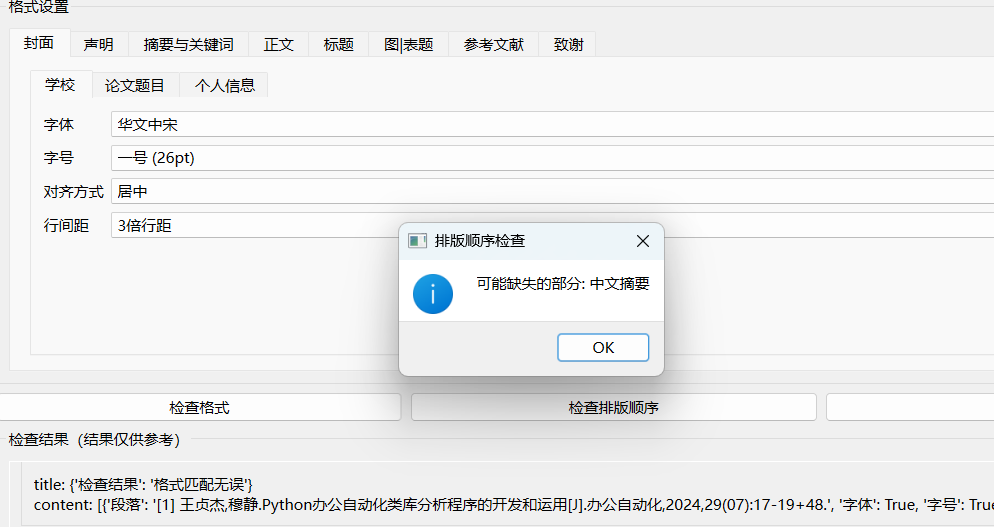 格式设置
封面 声明 摘要与关键词 正文 标题 图|表题 参考文献 致谢
学校 论文题目 个人信息
字体 华文中宋
字号 一号 (26pt)
对齐方式 居中
行间距 3倍行距
排版顺序检查
可能缺失的部分: 中文摘要
OK
检查格式 检查排版顺序
检查结果（结果仅供参考）
title: {'检查结果': '格式匹配无误'}
content: [{'段落': '[1] 王贞杰,穆静.Python办公自动化类库分析程序的开发和运用[J].办公自动化,2024,29(07):17-19+48.', '字体': True, '字号': True